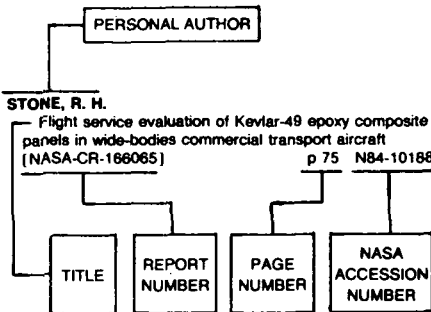 PERSONAL AUTHOR
STONE, R. H.
Flight service evaluation of Kevlar-49 epoxy composite
panels in wide-bodies commercial transport aircraft
[NASA-CR-166065] p 75 N84-10188
TITLE
REPORT NUMBER
PAGE NUMBER
NASA ACCESSION NUMBER